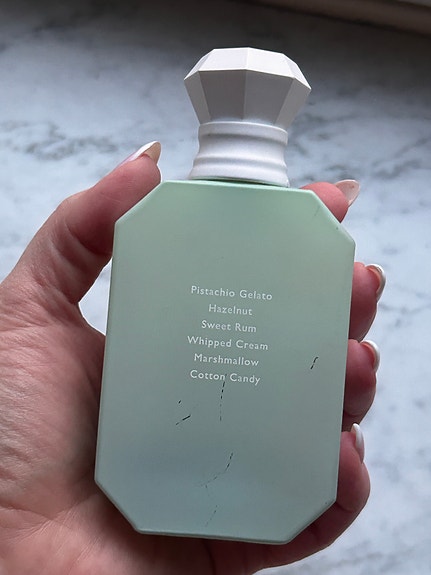 Pistachio Gelato
Hazelnut
Sweet Rum
Whipped Cream
Marshmallow
Cotton Candy